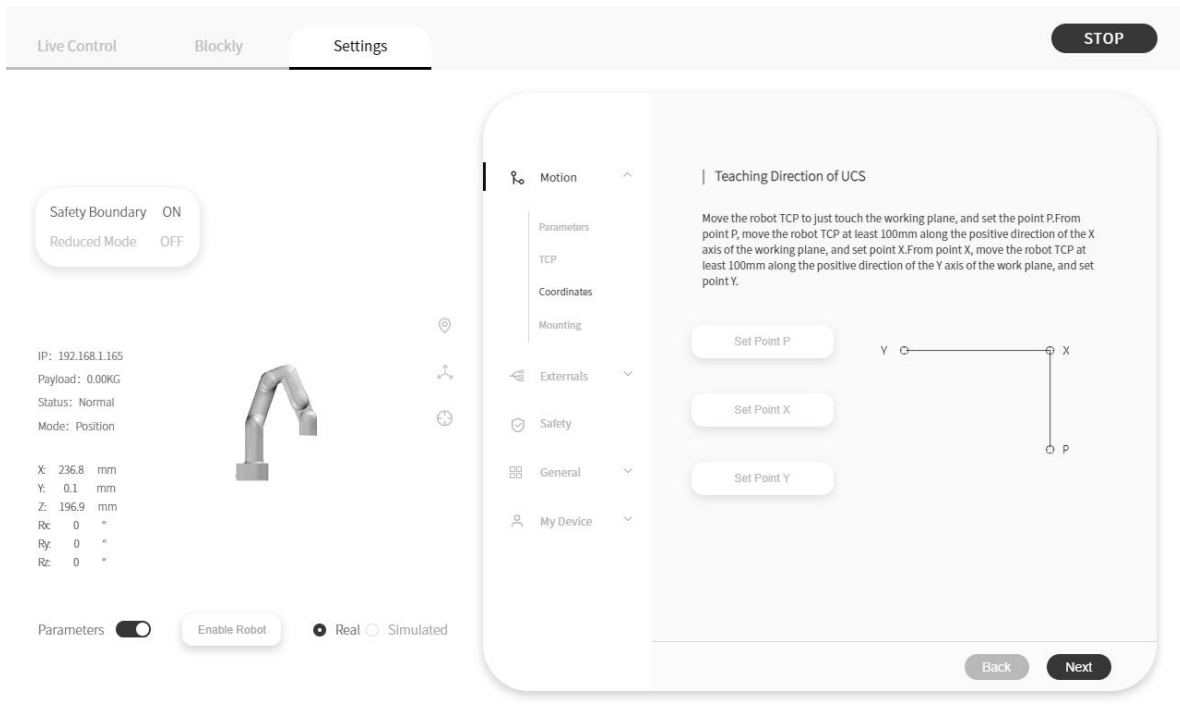 Live Control
Blockly
Settings
STOP
Safety Boundary ON
Reduced Mode OFF
IP: 192.168.1.165
Payload: 0.00KG
Status: Normal
Mode: Position
X: 236.8 mm
Y: 0.1 mm
Z: 196.9 mm
Rx: 0 °
Ry: 0 °
Rz: 0 °
Parameters
Enable Robot
Real
Simulated
Motion
Parameters
TCP
Coordinates
Mounting
Externals
Safety
General
My Device
Teaching Direction of UCS
Move the robot TCP to just touch the working plane, and set the point P.From
point P, move the robot TCP at least 100mm along the positive direction of the X
axis of the working plane, and set point X.From point X, move the robot TCP at
least 100mm along the positive direction of the Y axis of the work plane, and set
point Y.
Set Point P
Set Point X
Set Point Y
Y
X
P
Back
Next